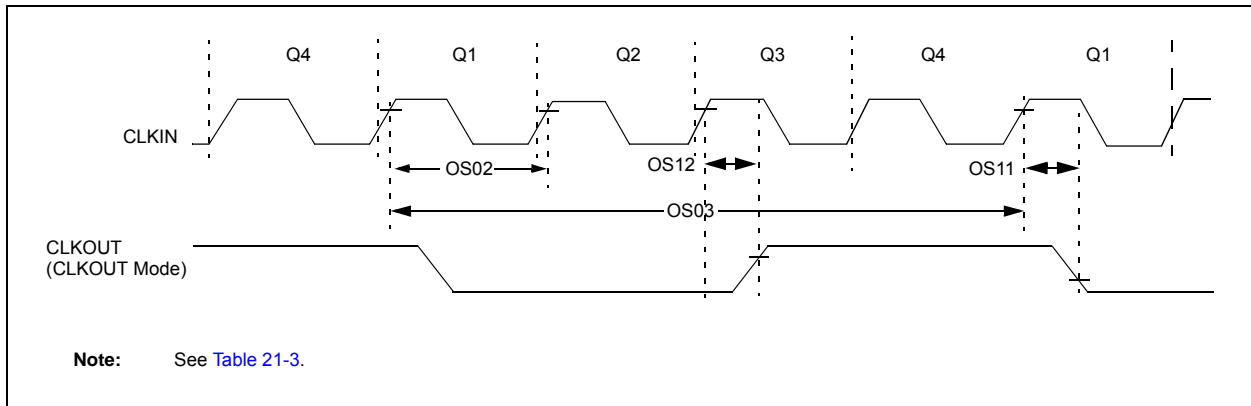 Q4 Q1 Q2 Q3 Q4 Q1
CLKIN
OS02 OS12 OS11
OS03
CLKOUT
(CLKOUT Mode)
Note: See Table 21-3.